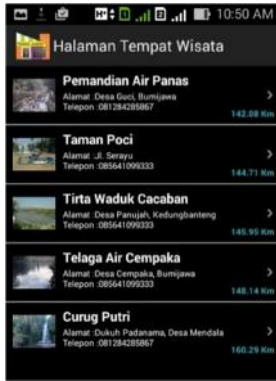 H+ 1 2 10:50 AM
Halaman Tempat Wisata
Pemandian Air Panas
Alamat :Desa Guci, Bumijawa
Telepon :081284285867
142.08 Km
Taman Poci
Alamat :Jl. Serayu
Telepon :085641099333
144.71 Km
Tirta Waduk Cacaban
Alamat :Desa Panujah, Kedungbanteng
Telepon :085641099333
145.95 Km
Telaga Air Cempaka
Alamat :Desa Cempaka, Bumijawa
Telepon :085641099333
148.14 Km
Curug Putri
Alamat :Dukuh Padanama, Desa Mendala
Telepon :081284285867
160.29 Km